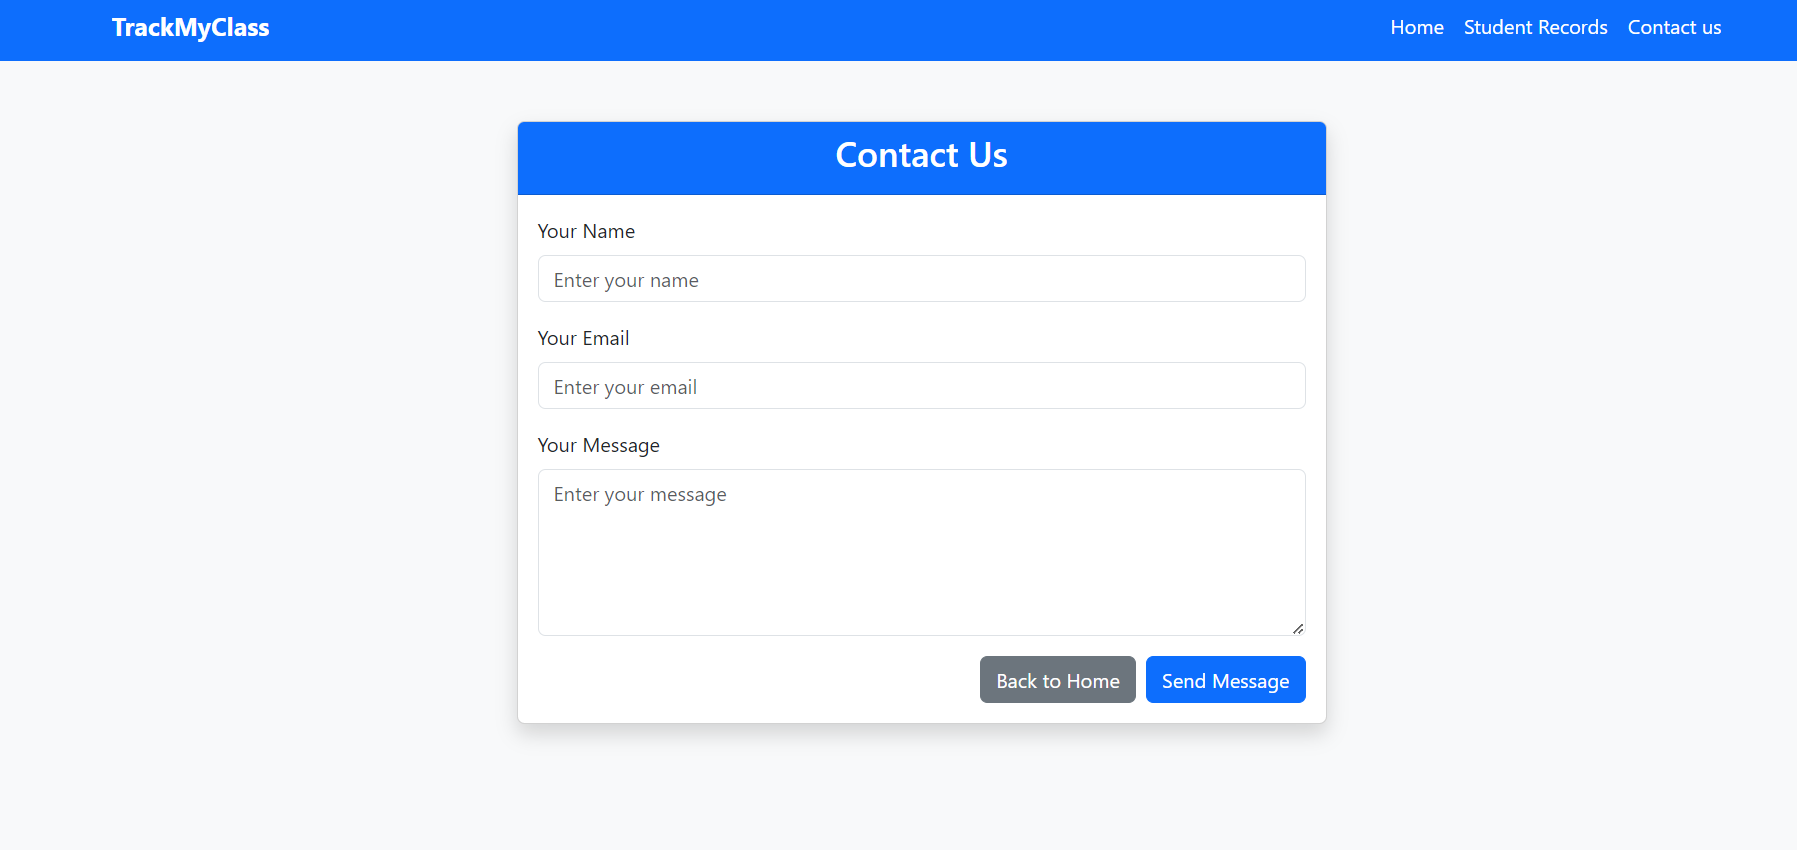 TrackMyClass Home Student Records Contact us
Contact Us
Your Name
Enter your name
Your Email
Enter your email
Your Message
Enter your message
Back to Home Send Message